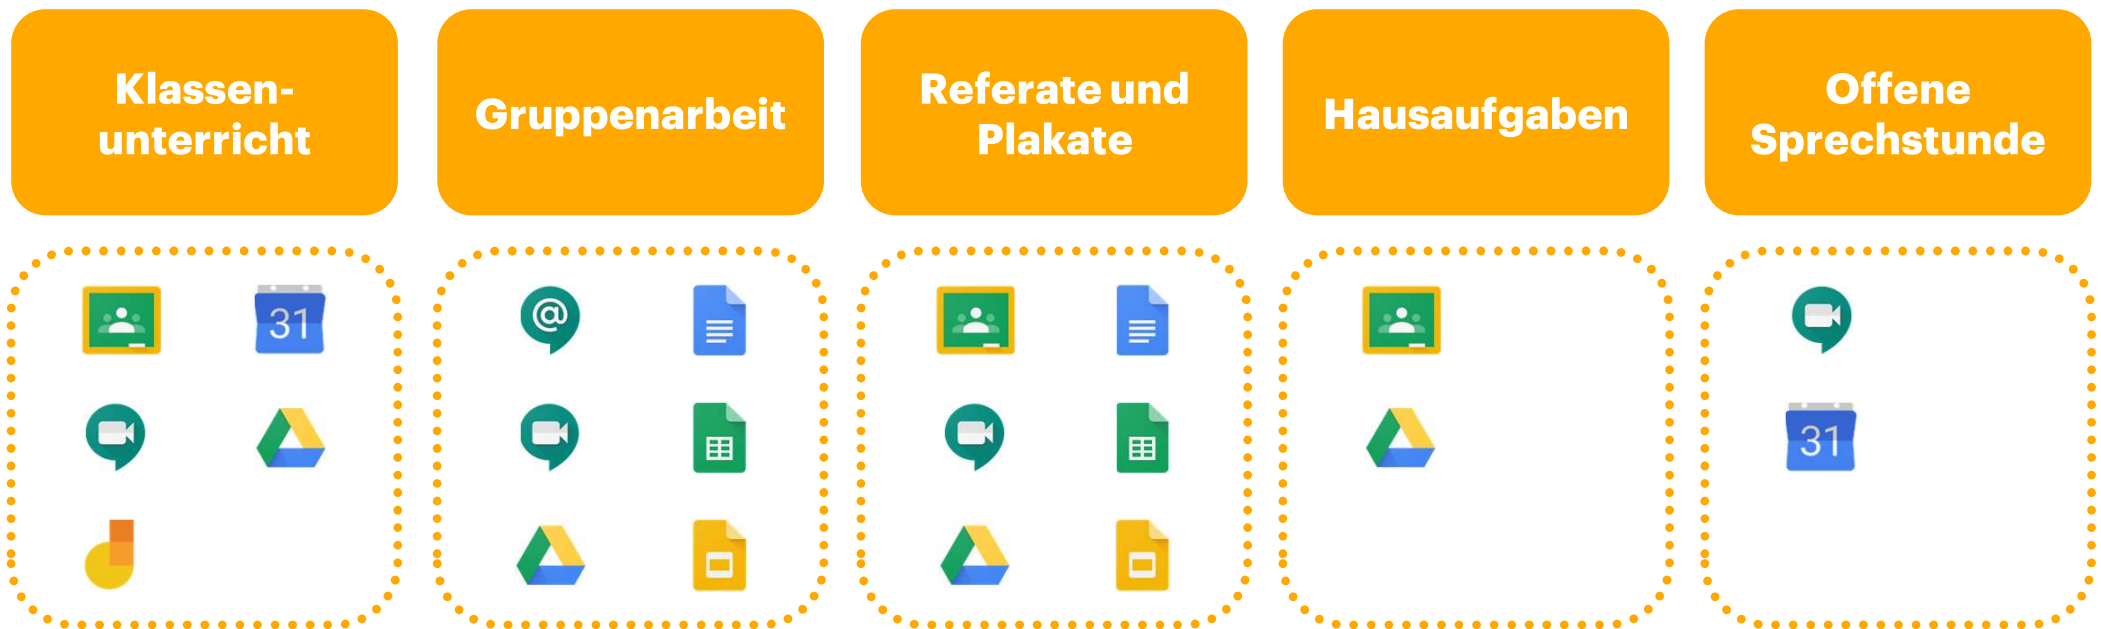 Klassen-
unterricht
Gruppenarbeit
Referate und
Plakate
Hausaufgaben
Offene
Sprechstunde
31
@
31